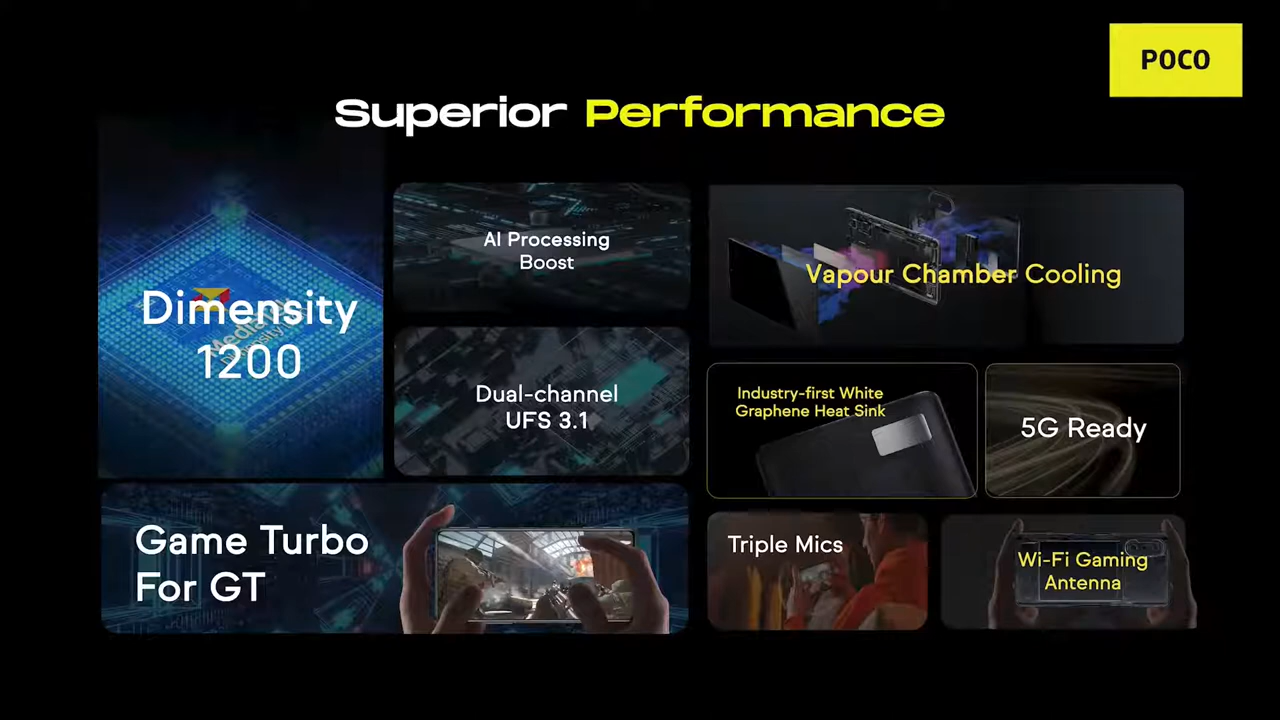 POCO
Superior Performance
Dimensity
1200
AI Processing
Boost
Dual-channel
UFS 3.1
Vapour Chamber Cooling
Industry-first White
Graphene Heat Sink
5G Ready
Game Turbo
For GT
Triple Mics
Wi-Fi Gaming
Antenna